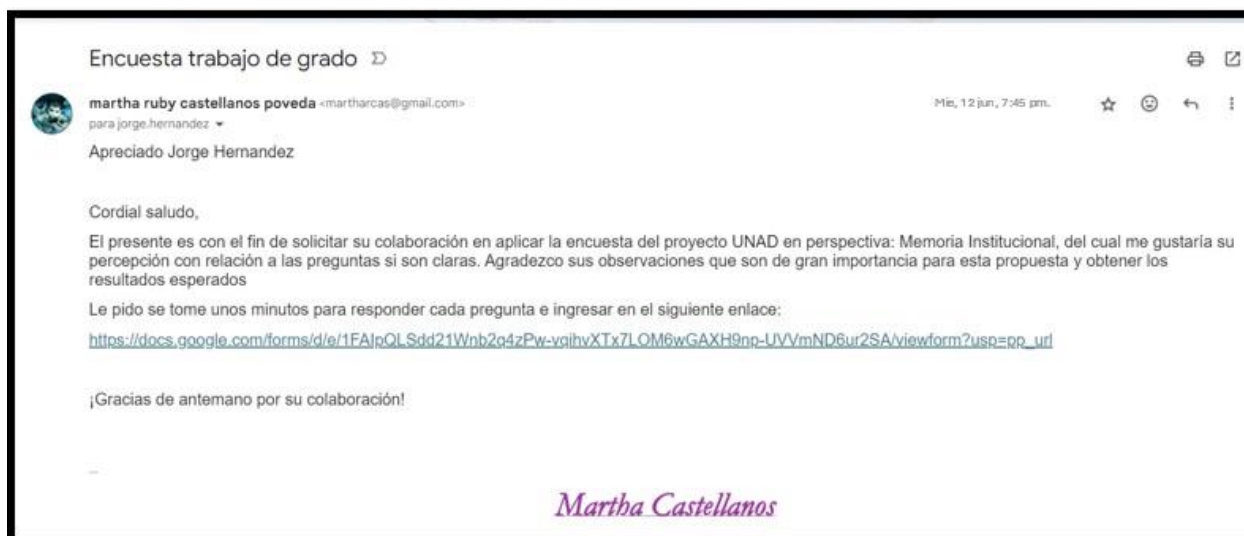 Encuesta trabajo de grado
martha ruby castellanos poveda <martharcas@gmail.com>
Mié, 12 jun, 7:45 p.m.
para jorge.hernandez
Apreciado Jorge Hernandez
Cordial saludo,
El presente es con el fin de solicitar su colaboración en aplicar la encuesta del proyecto UNAD en perspectiva: Memoria Institucional, del cual me gustaría su
percepción con relación a las preguntas si son claras. Agradezco sus observaciones que son de gran importancia para esta propuesta y obtener los
resultados esperados
Le pido se tome unos minutos para responder cada pregunta e ingresar en el siguiente enlace:
https://docs.google.com/forms/d/e/1FAIpQLSdd21Wnb2q4zPw-vqihvXTx7LOM6wGAXH9np-UVVmND6ur2SA/viewform?usp=pp_url
¡Gracias de antemano por su colaboración!
--
Martha Castellanos